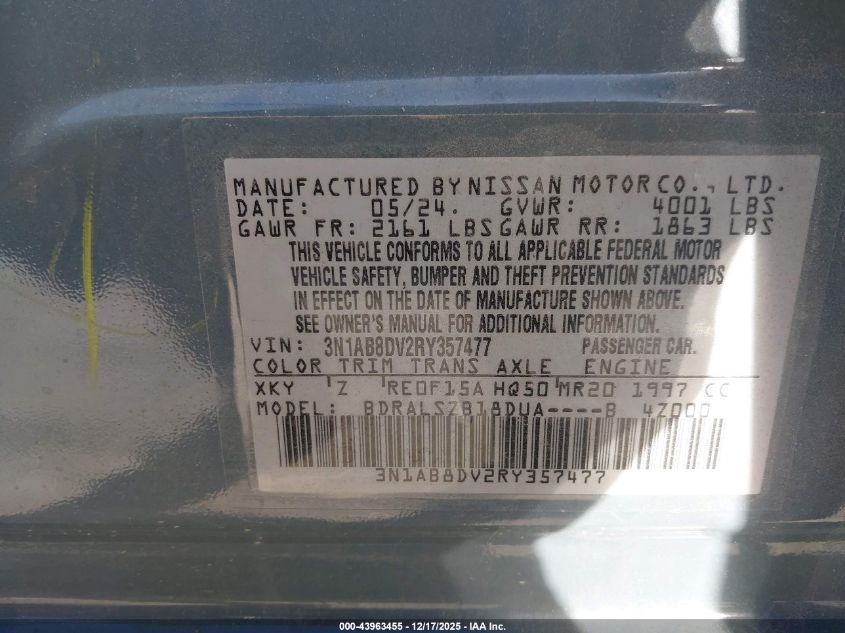 MANUFACTURED BY NISSAN MOTOR CO., LTD.
DATE: 05/24. GVWR: 4001 LBS
GAWR FR: 2161 LBS GAWR RR: 1863 LBS
THIS VEHICLE CONFORMS TO ALL APPLICABLE FEDERAL MOTOR
VEHICLE SAFETY, BUMPER AND THEFT PREVENTION STANDARDS
IN EFFECT ON THE DATE OF MANUFACTURE SHOWN ABOVE.
SEE OWNER'S MANUAL FOR ADDITIONAL INFORMATION.
VIN: 3N1AB8DV2RY357477 PASSENGER CAR.
COLOR TRIM TRANS AXLE ENGINE
XKY Z RE0F15A HQ50 MR20 1997 CC
MODEL: BDRALSZB18DUA----B 4Z000
3N1AB8DV2RY357477
000-43963455 - 12/17/2025 - IAA Inc.